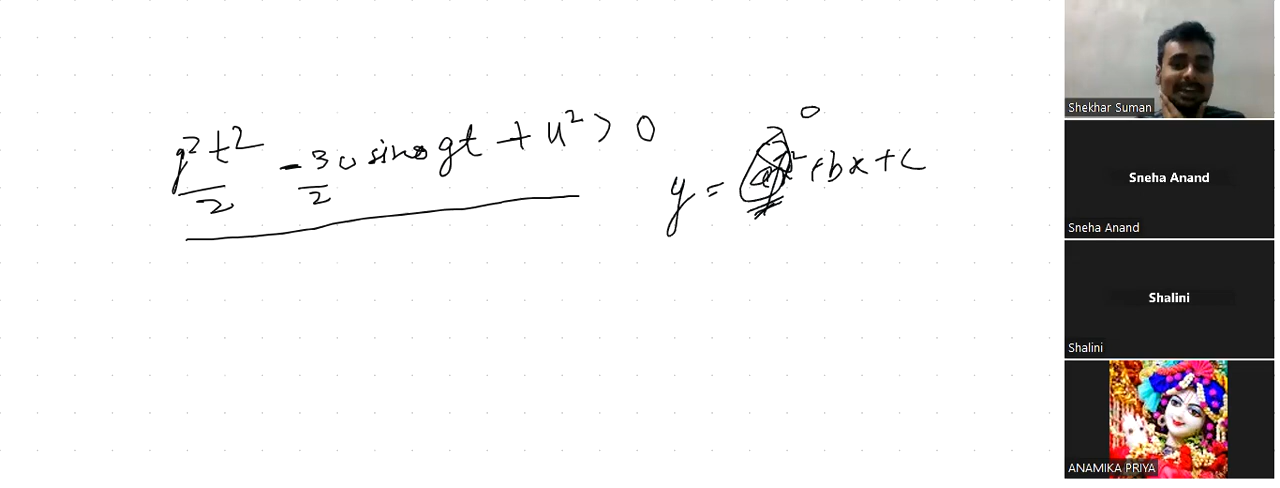 g²t²/2 - 3/2 u sinθ gt + u² > 0
y = ax² + bx + c
0
Shekhar Suman
Sneha Anand
Sneha Anand
Shalini
Shalini
ANAMIKA PRIYA